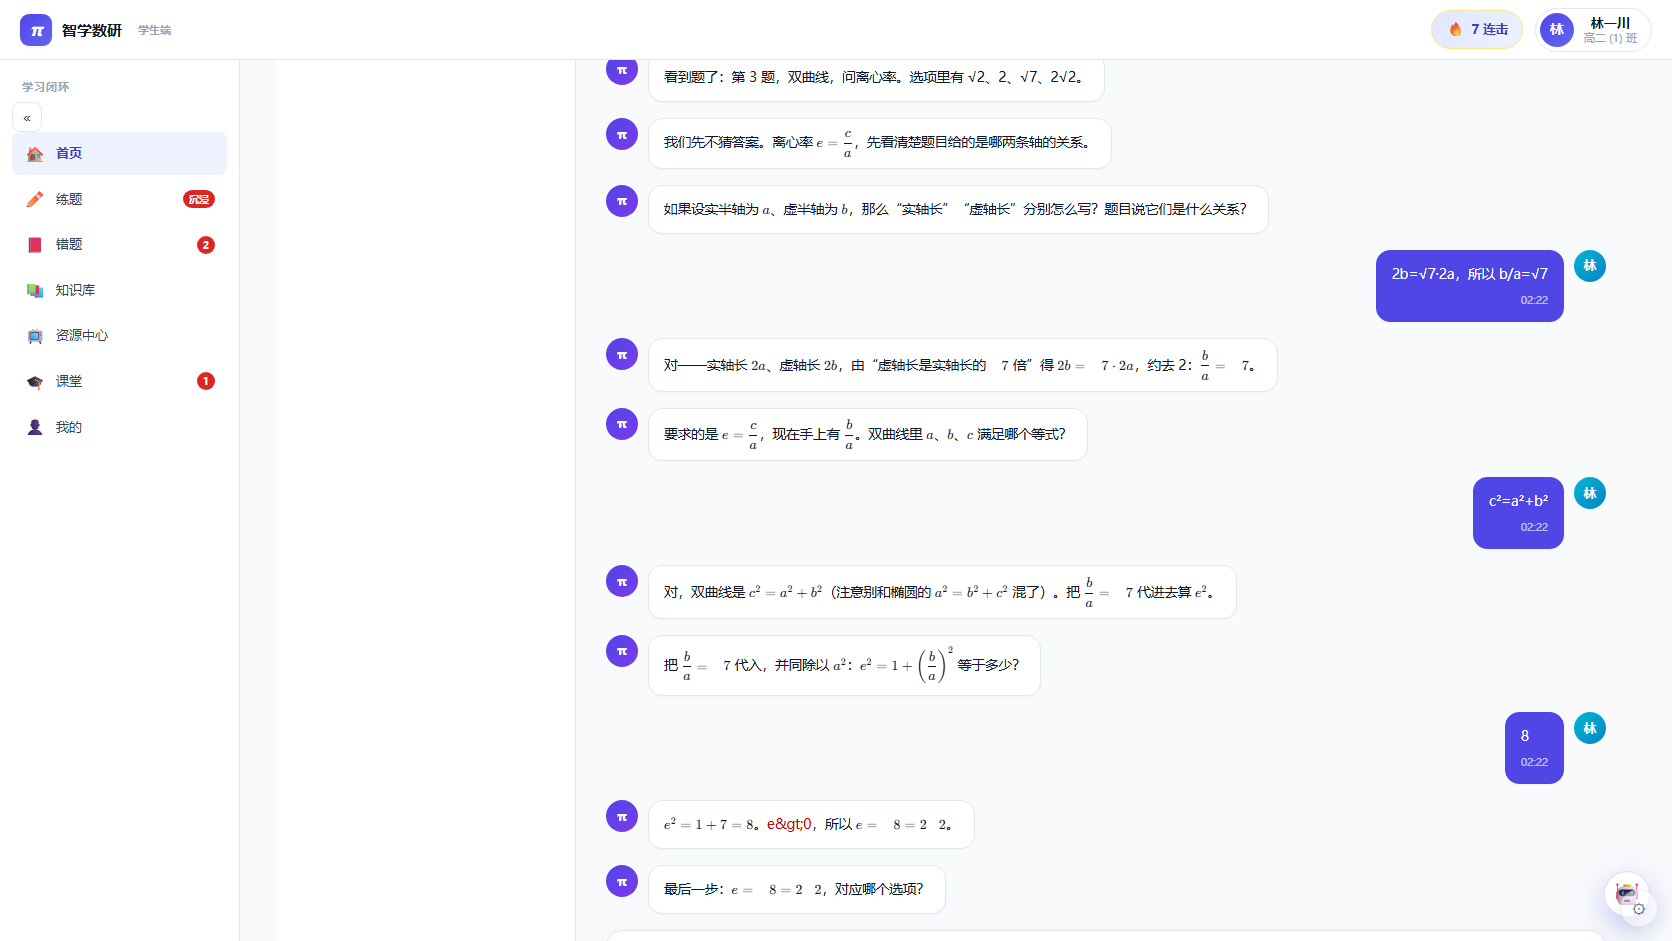 π 智学数研 学生端
🔥 7 连击
林 林一川
高二 (1) 班
学习闭环
«
首页
练题 沉浸
错题 2
知识库
资源中心
课堂 1
我的
π 看到题了：第 3 题，双曲线，问离心率。选项里有 √2、2、√7、2√2。
π 我们先不猜答案。离心率 e = c/a，先看清楚题目给的是哪两条轴的关系。
π 如果设实半轴为 a、虚半轴为 b，那么“实轴长”“虚轴长”分别怎么写？题目说它们是什么关系？
2b=√7·2a，所以 b/a=√7 林
02:22
π 对——实轴长 2a、虚轴长 2b，由“虚轴长是实轴长的 7 倍”得 2b = 7 · 2a，约去 2：b/a = 7。
π 要求的是 e = c/a，现在手上有 b/a。双曲线里 a、b、c 满足哪个等式？
c²=a²+b² 林
02:22
π 对，双曲线是 c² = a² + b²（注意别和椭圆的 a² = b² + c² 混了）。把 b/a = 7 代进去算 e²。
π 把 b/a = 7 代入，并同除以 a²：e² = 1 + (b/a)² 等于多少？
8 林
02:22
π e² = 1 + 7 = 8。e&gt;0，所以 e = 8 = 2 2。
π 最后一步：e = 8 = 2 2，对应哪个选项？